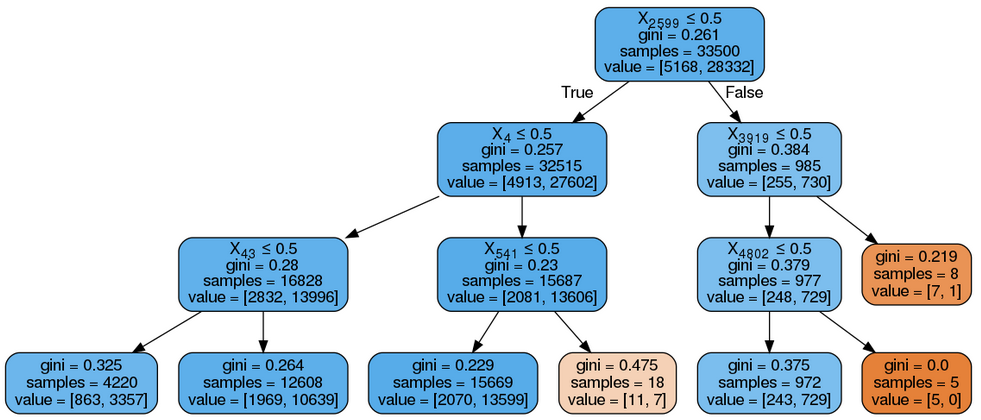 X2599 ≤ 0.5
gini = 0.261
samples = 33500
value = [5168, 28332]
True
False
X4 ≤ 0.5
gini = 0.257
samples = 32515
value = [4913, 27602]
X3919 ≤ 0.5
gini = 0.384
samples = 985
value = [255, 730]
X43 ≤ 0.5
gini = 0.28
samples = 16828
value = [2832, 13996]
X541 ≤ 0.5
gini = 0.23
samples = 15687
value = [2081, 13606]
X4802 ≤ 0.5
gini = 0.379
samples = 977
value = [248, 729]
gini = 0.219
samples = 8
value = [7, 1]
gini = 0.325
samples = 4220
value = [863, 3357]
gini = 0.264
samples = 12608
value = [1969, 10639]
gini = 0.229
samples = 15669
value = [2070, 13599]
gini = 0.475
samples = 18
value = [11, 7]
gini = 0.375
samples = 972
value = [243, 729]
gini = 0.0
samples = 5
value = [5, 0]